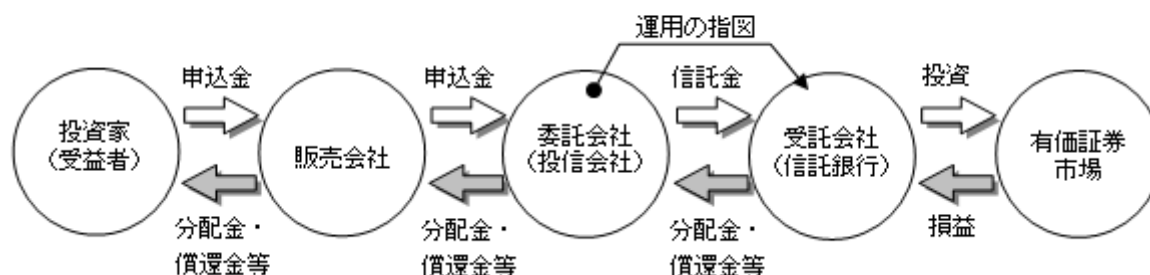 運用の指図
申込金
申込金
信託金
投資
投資家
（受益者）
販売会社
委託会社
（投信会社）
受託会社
（信託銀行）
有価証券
市場
分配金・
償還金等
分配金・
償還金等
分配金・
償還金等
損益